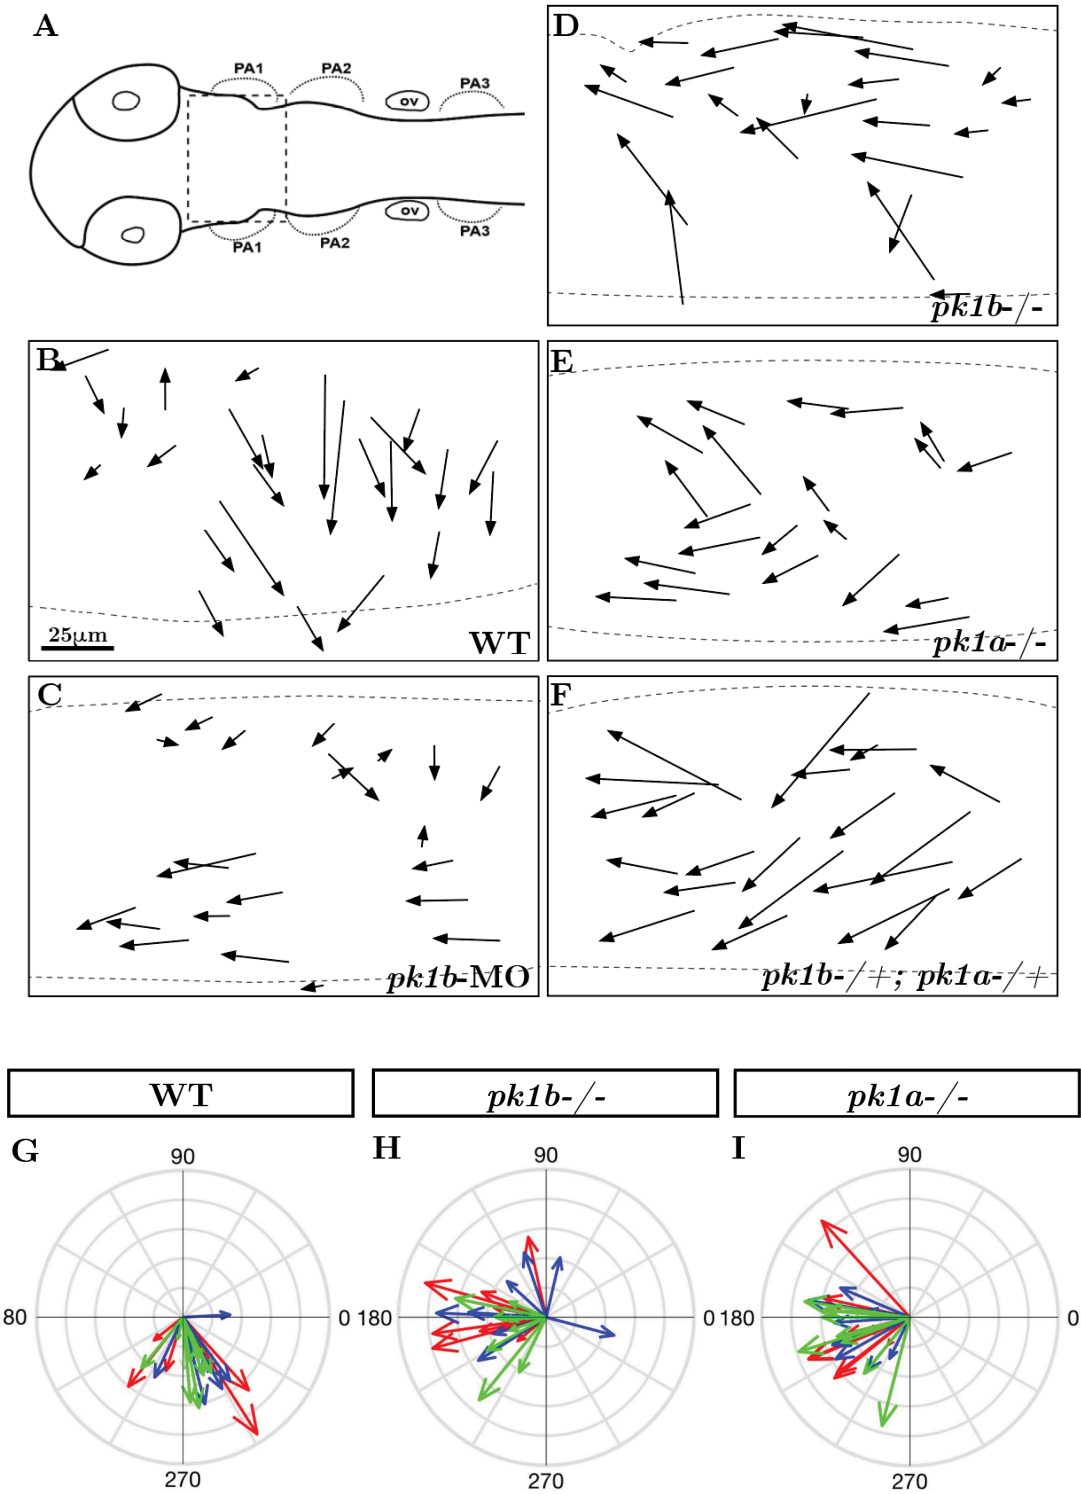 A
PA1 PA2 PA3
ov
ov
PA1 PA2 PA3
B
25µm
WT
C
pk1b-MO
D
pk1b-/-
E
pk1a-/-
F
pk1b-/+; pk1a-/+
WT
pk1b-/-
pk1a-/-
G
90
80 0
270
H
90
180 0
270
I
90
180 0
270